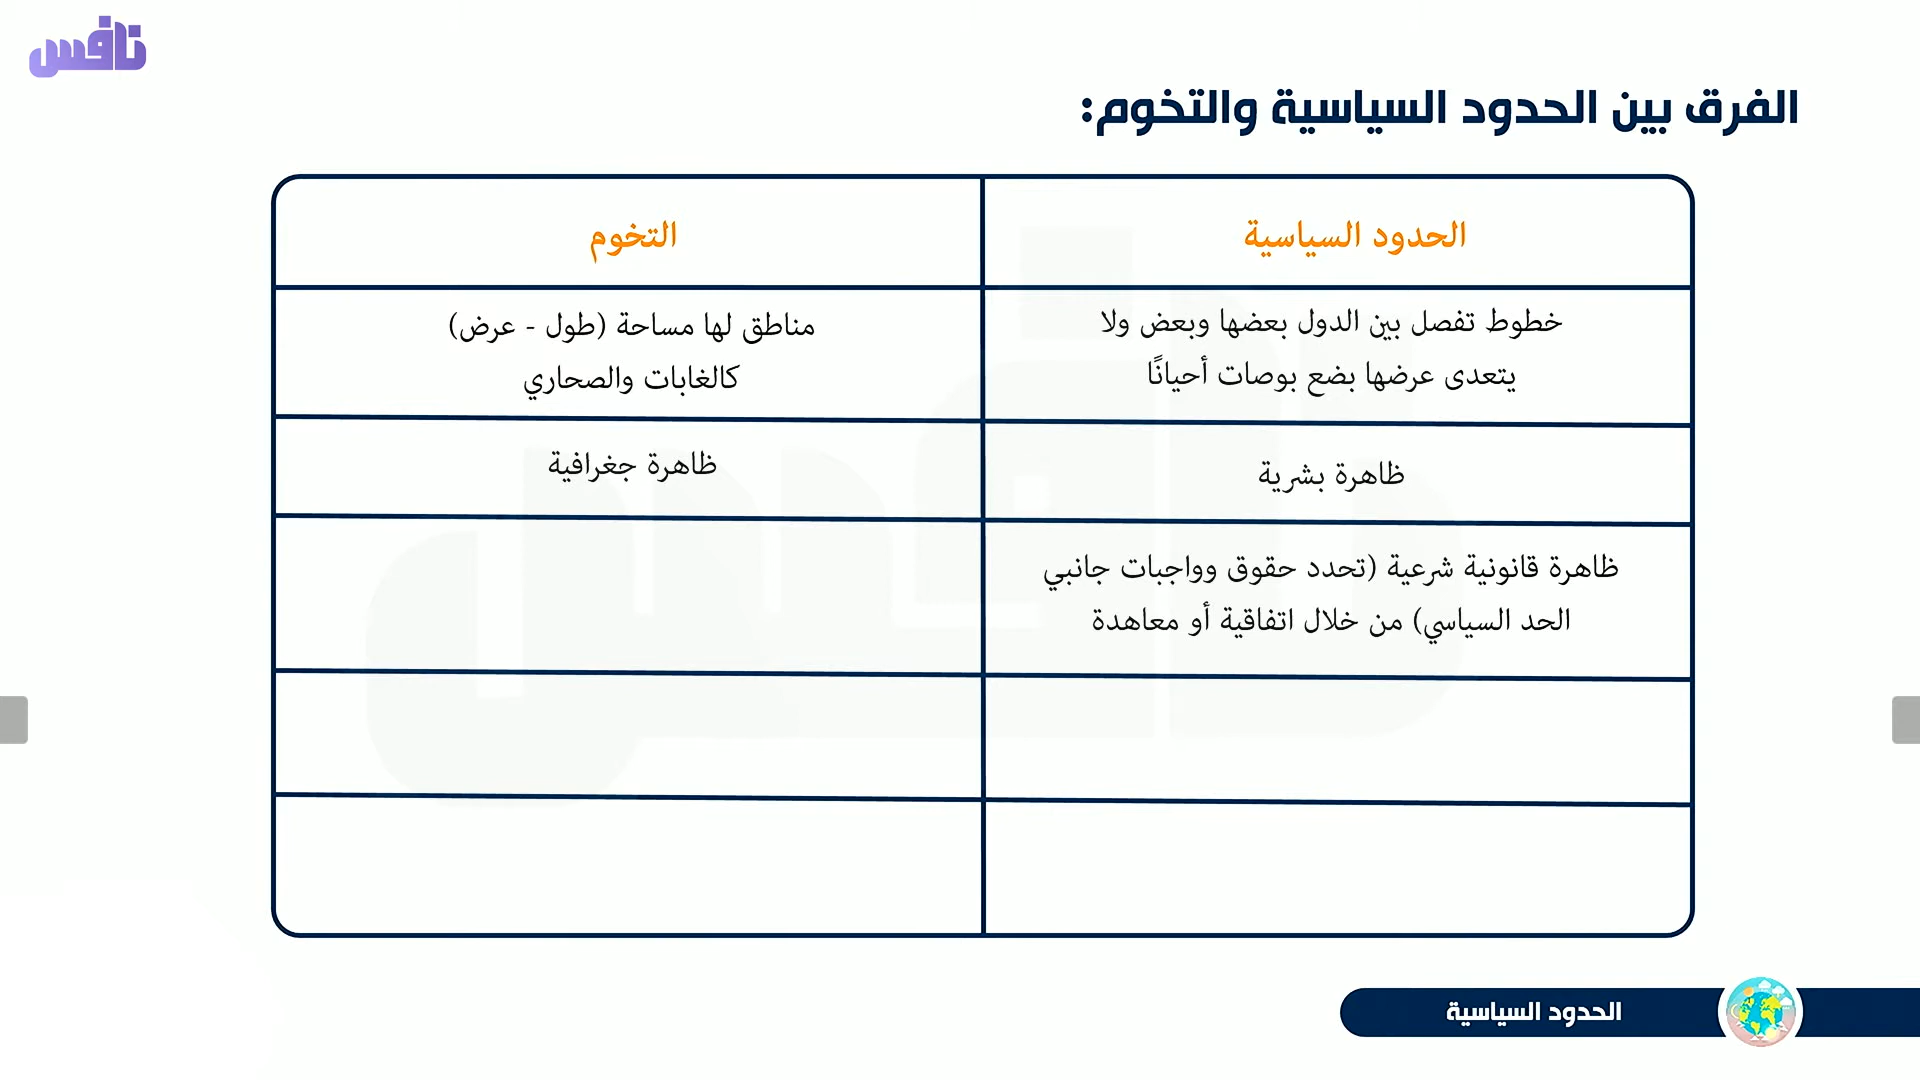 نافس
الفرق بين الحدود السياسية والتخوم:
الحدود السياسية
التخوم
خطوط تفصل بين الدول بعضها وبعض ولا
يتعدى عرضها بضع بوصات أحيانًا
مناطق لها مساحة (طول - عرض)
كالغابات والصحاري
ظاهرة بشرية
ظاهرة جغرافية
ظاهرة قانونية شرعية (تحدد حقوق وواجبات جانبي
الحد السياسي) من خلال اتفاقية أو معاهدة
الحدود السياسية